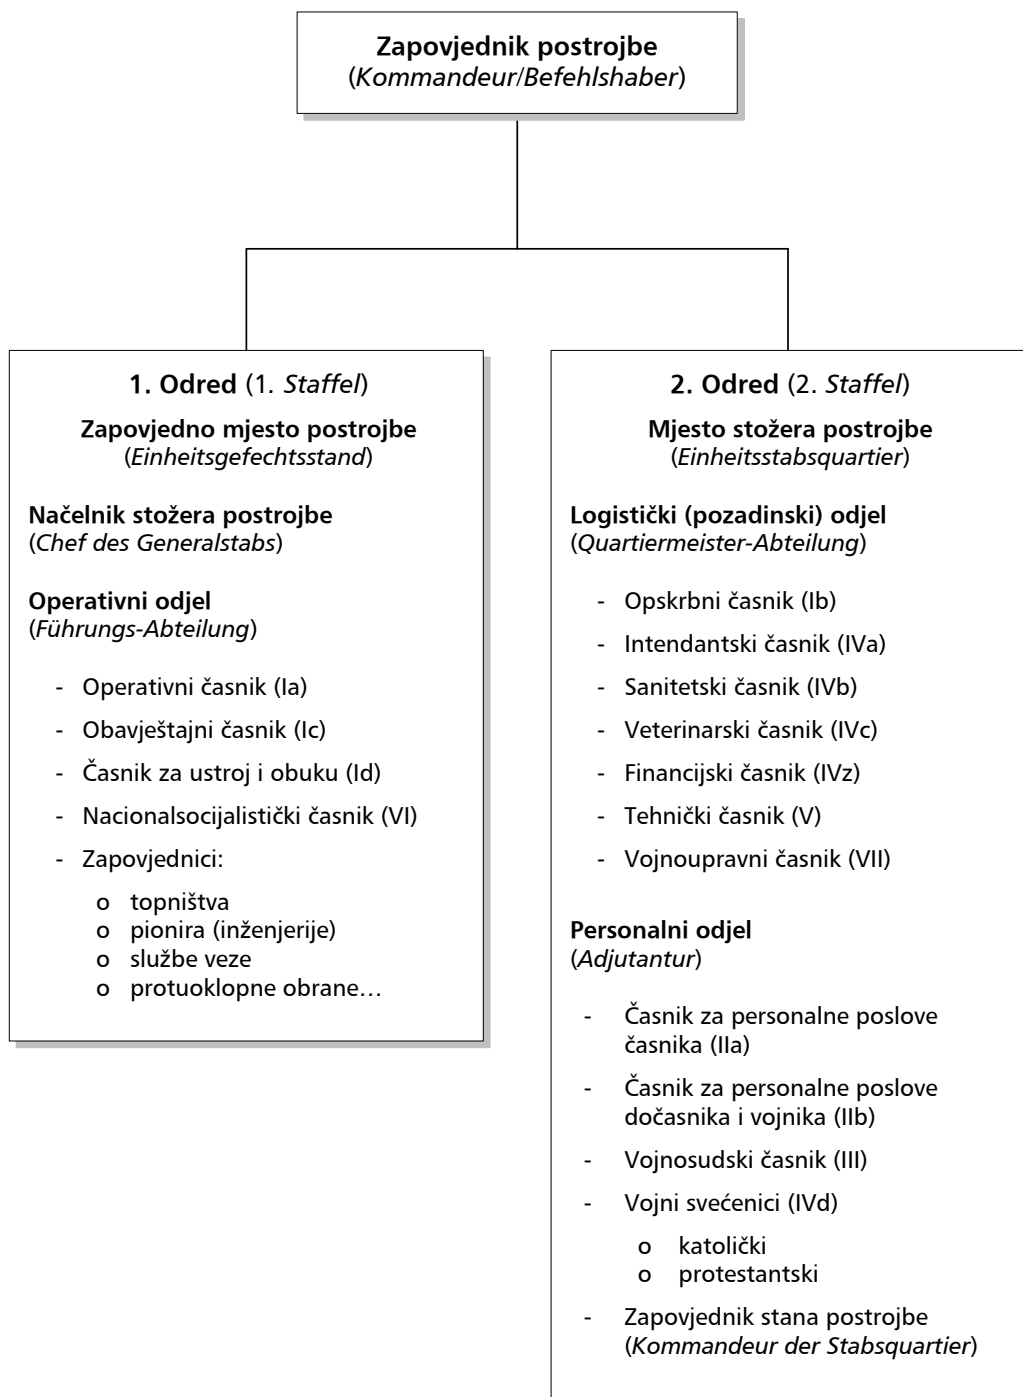 Zapovjednik postrojbe
(Kommandeur/Befehlshaber)
1. Odred (1. Staffel)
Zapovjedno mjesto postrojbe
(Einheitsgefechtsstand)
Načelnik stožera postrojbe
(Chef des Generalstabs)
Operativni odjel
(Führungs-Abteilung)
- Operativni časnik (Ia)
- Obavještajni časnik (Ic)
- Časnik za ustroj i obuku (Id)
- Nacionalsocijalistički časnik (VI)
- Zapovjednici:
o topništva
o pionira (inženjerije)
o službe veze
o protuoklopne obrane…
2. Odred (2. Staffel)
Mjesto stožera postrojbe
(Einheitsstabsquartier)
Logistički (pozadinski) odjel
(Quartiermeister-Abteilung)
- Opskrbni časnik (Ib)
- Intendantski časnik (IVa)
- Sanitetski časnik (IVb)
- Veterinarski časnik (IVc)
- Financijski časnik (IVz)
- Tehnički časnik (V)
- Vojnoupravni časnik (VII)
Personalni odjel
(Adjutantur)
- Časnik za personalne poslove
časnika (IIa)
- Časnik za personalne poslove
dočasnika i vojnika (IIb)
- Vojnosudski časnik (III)
- Vojni svećenici (IVd)
o katolički
o protestantski
- Zapovjednik stana postrojbe
(Kommandeur der Stabsquartier)